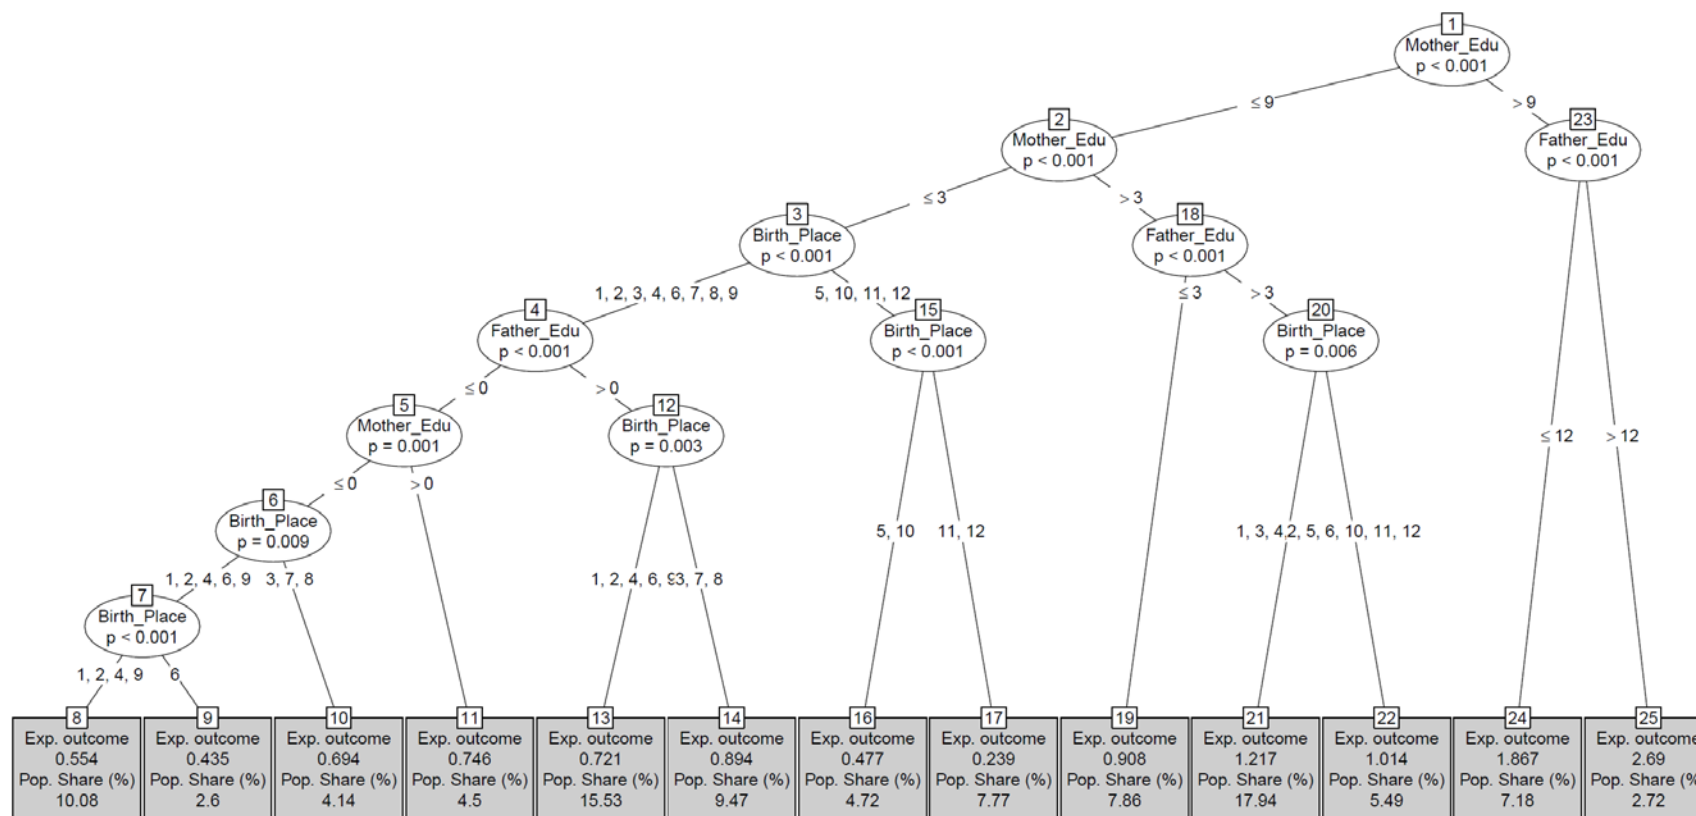 1
Mother_Edu
p < 0.001
≤ 9
> 9
2
Mother_Edu
p < 0.001
23
Father_Edu
p < 0.001
≤ 3
> 3
3
Birth_Place
p < 0.001
18
Father_Edu
p < 0.001
1, 2, 3, 4, 6, 7, 8, 9
5, 10, 11, 12
≤ 3
> 3
4
Father_Edu
p < 0.001
15
Birth_Place
p < 0.001
20
Birth_Place
p = 0.006
≤ 0
> 0
5
Mother_Edu
p = 0.001
12
Birth_Place
p = 0.003
≤ 12
> 12
≤ 0
> 0
6
Birth_Place
p = 0.009
5, 10
11, 12
1, 3, 4,
2, 5, 6, 10, 11, 12
1, 2, 4, 6, 9
3, 7, 8
1, 2, 4, 6, 9
3, 7, 8
7
Birth_Place
p < 0.001
1, 2, 4, 9
6
8
Exp. outcome
0.554
Pop. Share (%)
10.08
9
Exp. outcome
0.435
Pop. Share (%)
2.6
10
Exp. outcome
0.694
Pop. Share (%)
4.14
11
Exp. outcome
0.746
Pop. Share (%)
4.5
13
Exp. outcome
0.721
Pop. Share (%)
15.53
14
Exp. outcome
0.894
Pop. Share (%)
9.47
16
Exp. outcome
0.477
Pop. Share (%)
4.72
17
Exp. outcome
0.239
Pop. Share (%)
7.77
19
Exp. outcome
0.908
Pop. Share (%)
7.86
21
Exp. outcome
1.217
Pop. Share (%)
17.94
22
Exp. outcome
1.014
Pop. Share (%)
5.49
24
Exp. outcome
1.867
Pop. Share (%)
7.18
25
Exp. outcome
2.69
Pop. Share (%)
2.72